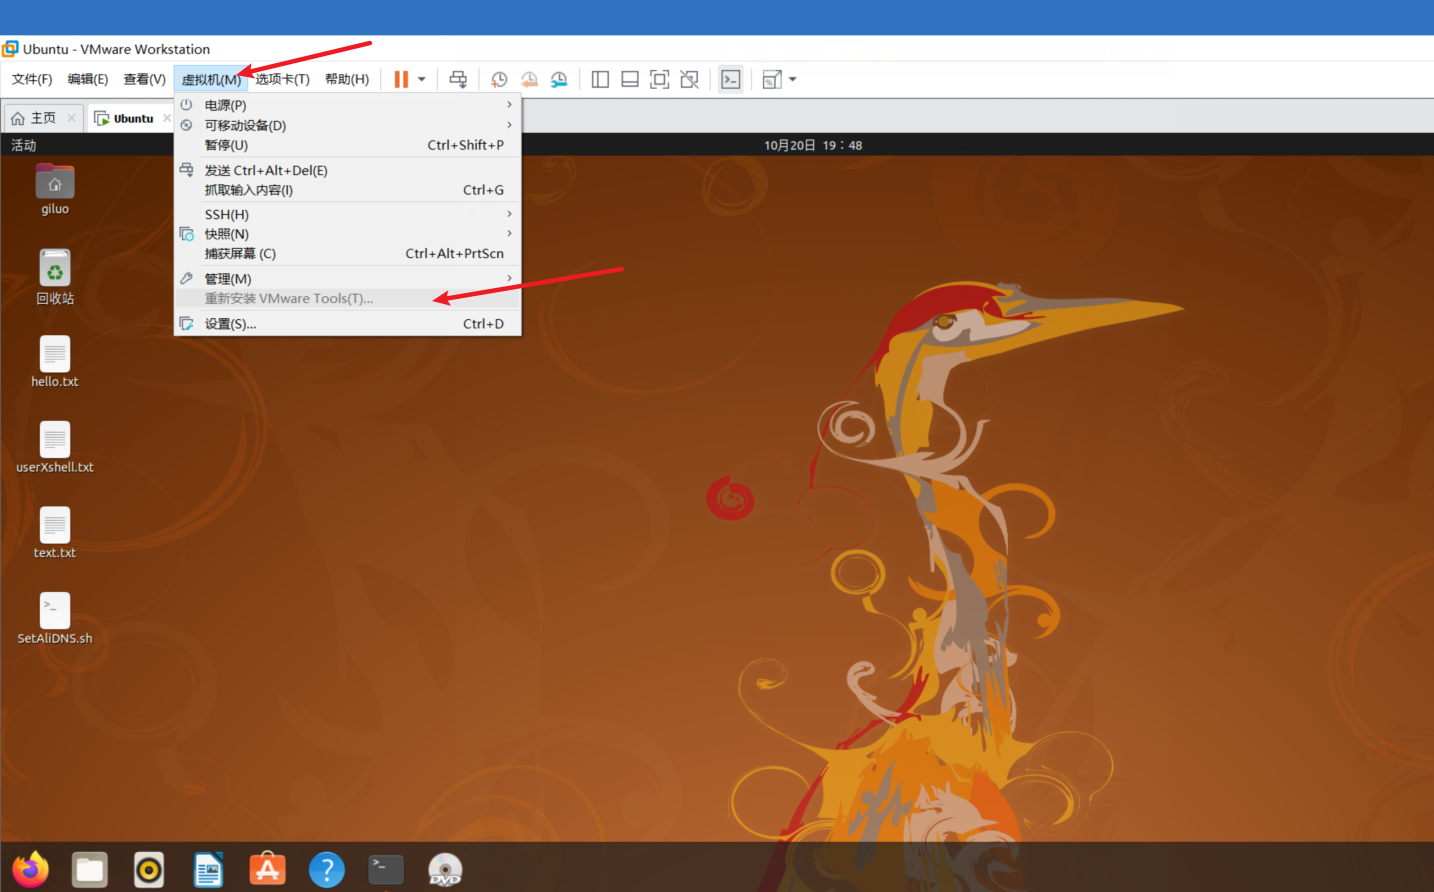 Ubuntu - VMware Workstation
文件(F) 编辑(E) 查看(V) 虚拟机(M) 选项卡(T) 帮助(H)
主页 Ubuntu
电源(P)
可移动设备(D)
暂停(U) Ctrl+Shift+P
发送 Ctrl+Alt+Del(E)
抓取输入内容(I) Ctrl+G
SSH(H)
快照(N)
捕获屏幕 (C) Ctrl+Alt+PrtScn
管理(M)
重新安装 VMware Tools(T)...
设置(S)... Ctrl+D
活动 10月20日 19：48
giluo
回收站
hello.txt
userXshell.txt
text.txt
>_
SetAliDNS.sh
A ? >_ DVD